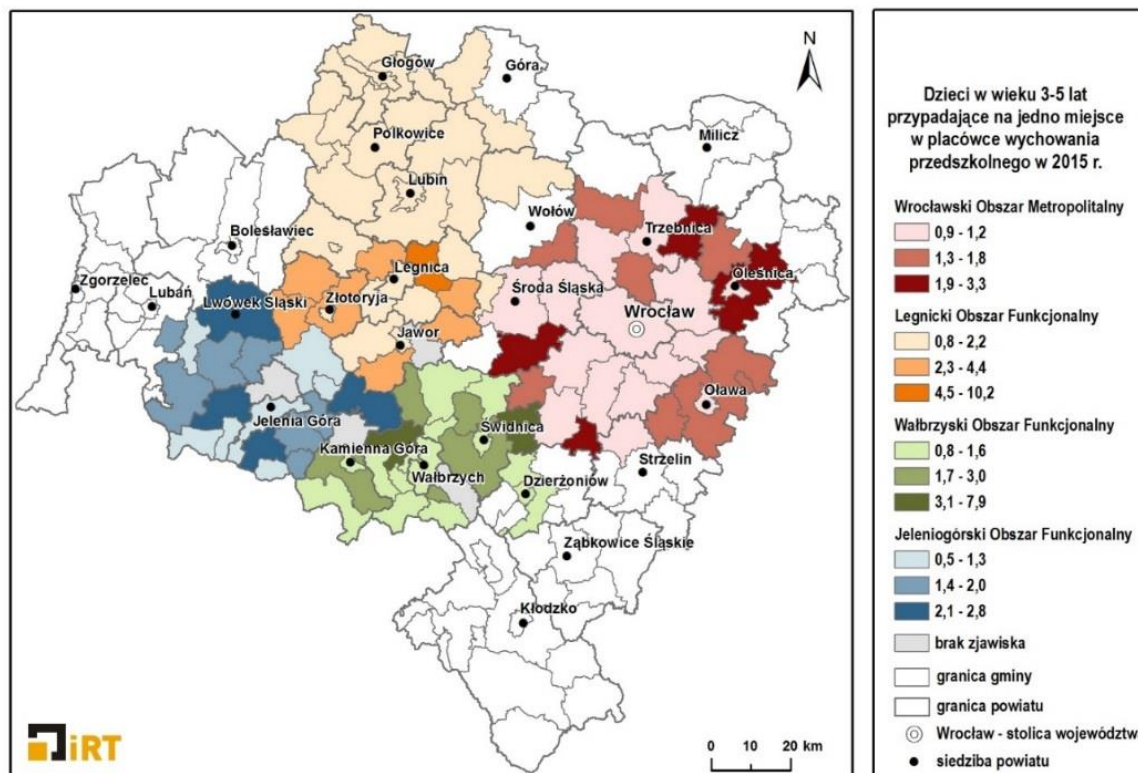 Głogów
Góra
N
Polkowice
Milicz
Lubin
Wołów
Trzebnica
Bolesławiec
Legnica
Oleśnica
Zgorzelec
Lubań
Lwówek Śląski
Złotoryja
Środa Śląska
Wrocław
Jawor
Jelenia Góra
Oława
Świdnica
Kamienna Góra
Wałbrzych
Strzelin
Dzierżoniów
Ząbkowice Śląskie
Kłodzko
iRT
0 10 20 km
Dzieci w wieku 3-5 lat
przypadające na jedno miejsce
w placówce wychowania
przedszkolnego w 2015 r.
Wrocławski Obszar Metropolitalny
0,9 - 1,2
1,3 - 1,8
1,9 - 3,3
Legnicki Obszar Funkcjonalny
0,8 - 2,2
2,3 - 4,4
4,5 - 10,2
Wałbrzyski Obszar Funkcjonalny
0,8 - 1,6
1,7 - 3,0
3,1 - 7,9
Jeleniogórski Obszar Funkcjonalny
0,5 - 1,3
1,4 - 2,0
2,1 - 2,8
brak zjawiska
granica gminy
granica powiatu
Wrocław - stolica województw
siedziba powiatu